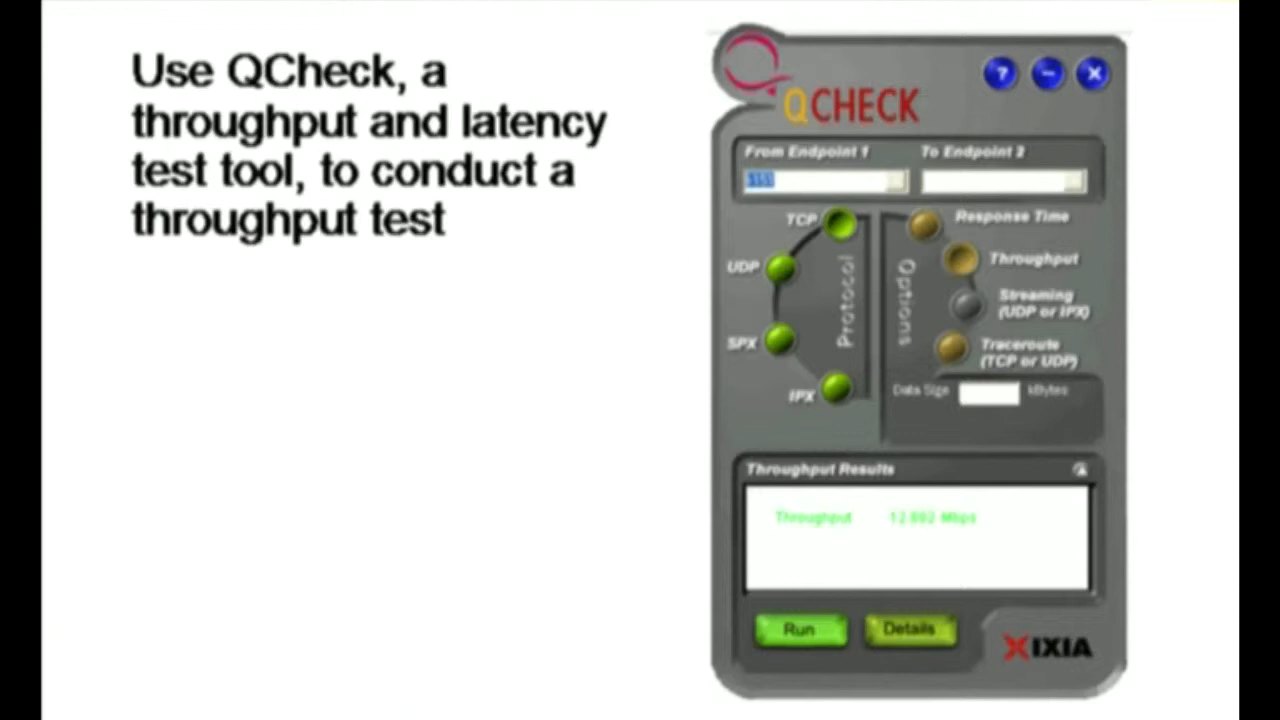 Use QCheck, a
throughput and latency
test tool, to conduct a
throughput test
QCHECK
? - X
From Endpoint 1 To Endpoint 2
TCP
UDP
SPX
IPX
Protocol
Options
Response Time
Throughput
Streaming
(UDP or IPX)
Traceroute
(TCP or UDP)
Data Size kBytes
Throughput Results
Throughput Mbps
Run Details
IXIA